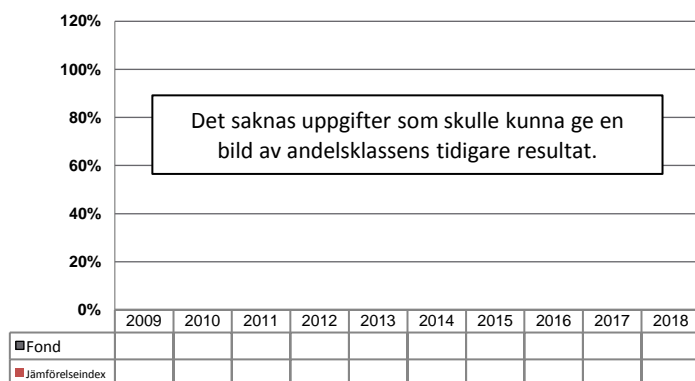 120%
100%
80%
Det saknas uppgifter som skulle kunna ge en
bild av andelsklassens tidigare resultat.
60%
40%
20%
0%
2009 2010 2011 2012 2013 2014 2015 2016 2017 2018
Fond
Jämförelseindex